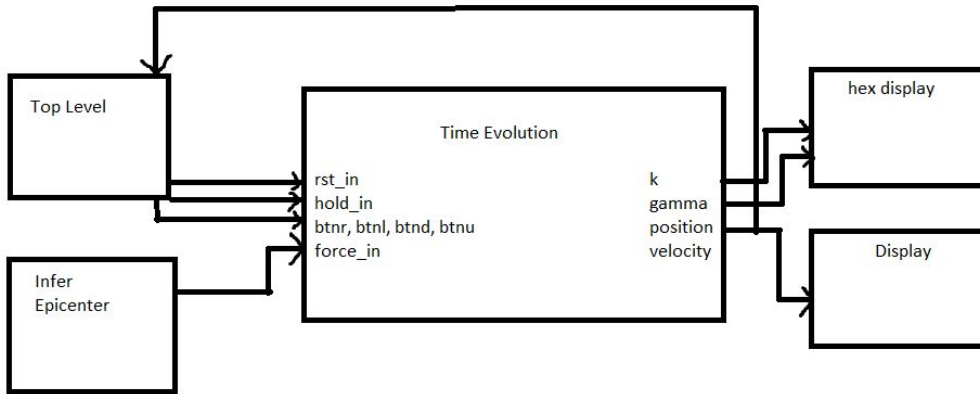 Top Level
Time Evolution
rst_in
hold_in
btnr, btnl, btnd, btnu
force_in
k
gamma
position
velocity
hex display
Display
Infer
Epicenter